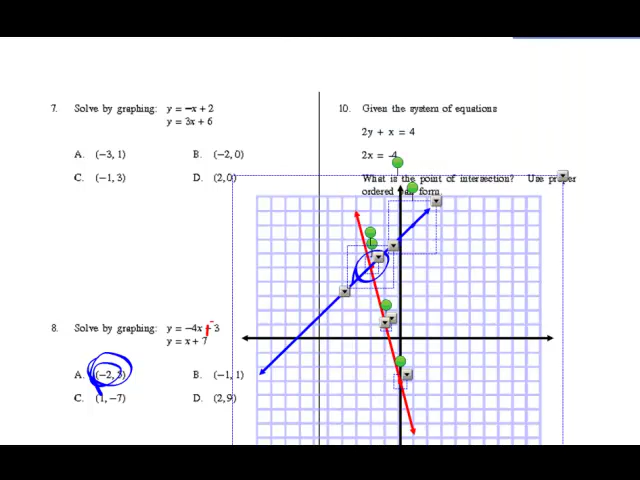 7. Solve by graphing: y = −x + 2
y = 3x + 6
A. (−3, 1) B. (−2, 0)
C. (−1, 3) D. (2, 0)
8. Solve by graphing: y = −4x − 3
y = x + 7
A. (−2, 5) B. (−1, 1)
C. (1, −7) D. (2, 9)
10. Given the system of equations
2y + x = 4
2x = -4
What is the point of intersection? Use proper
ordered pair form